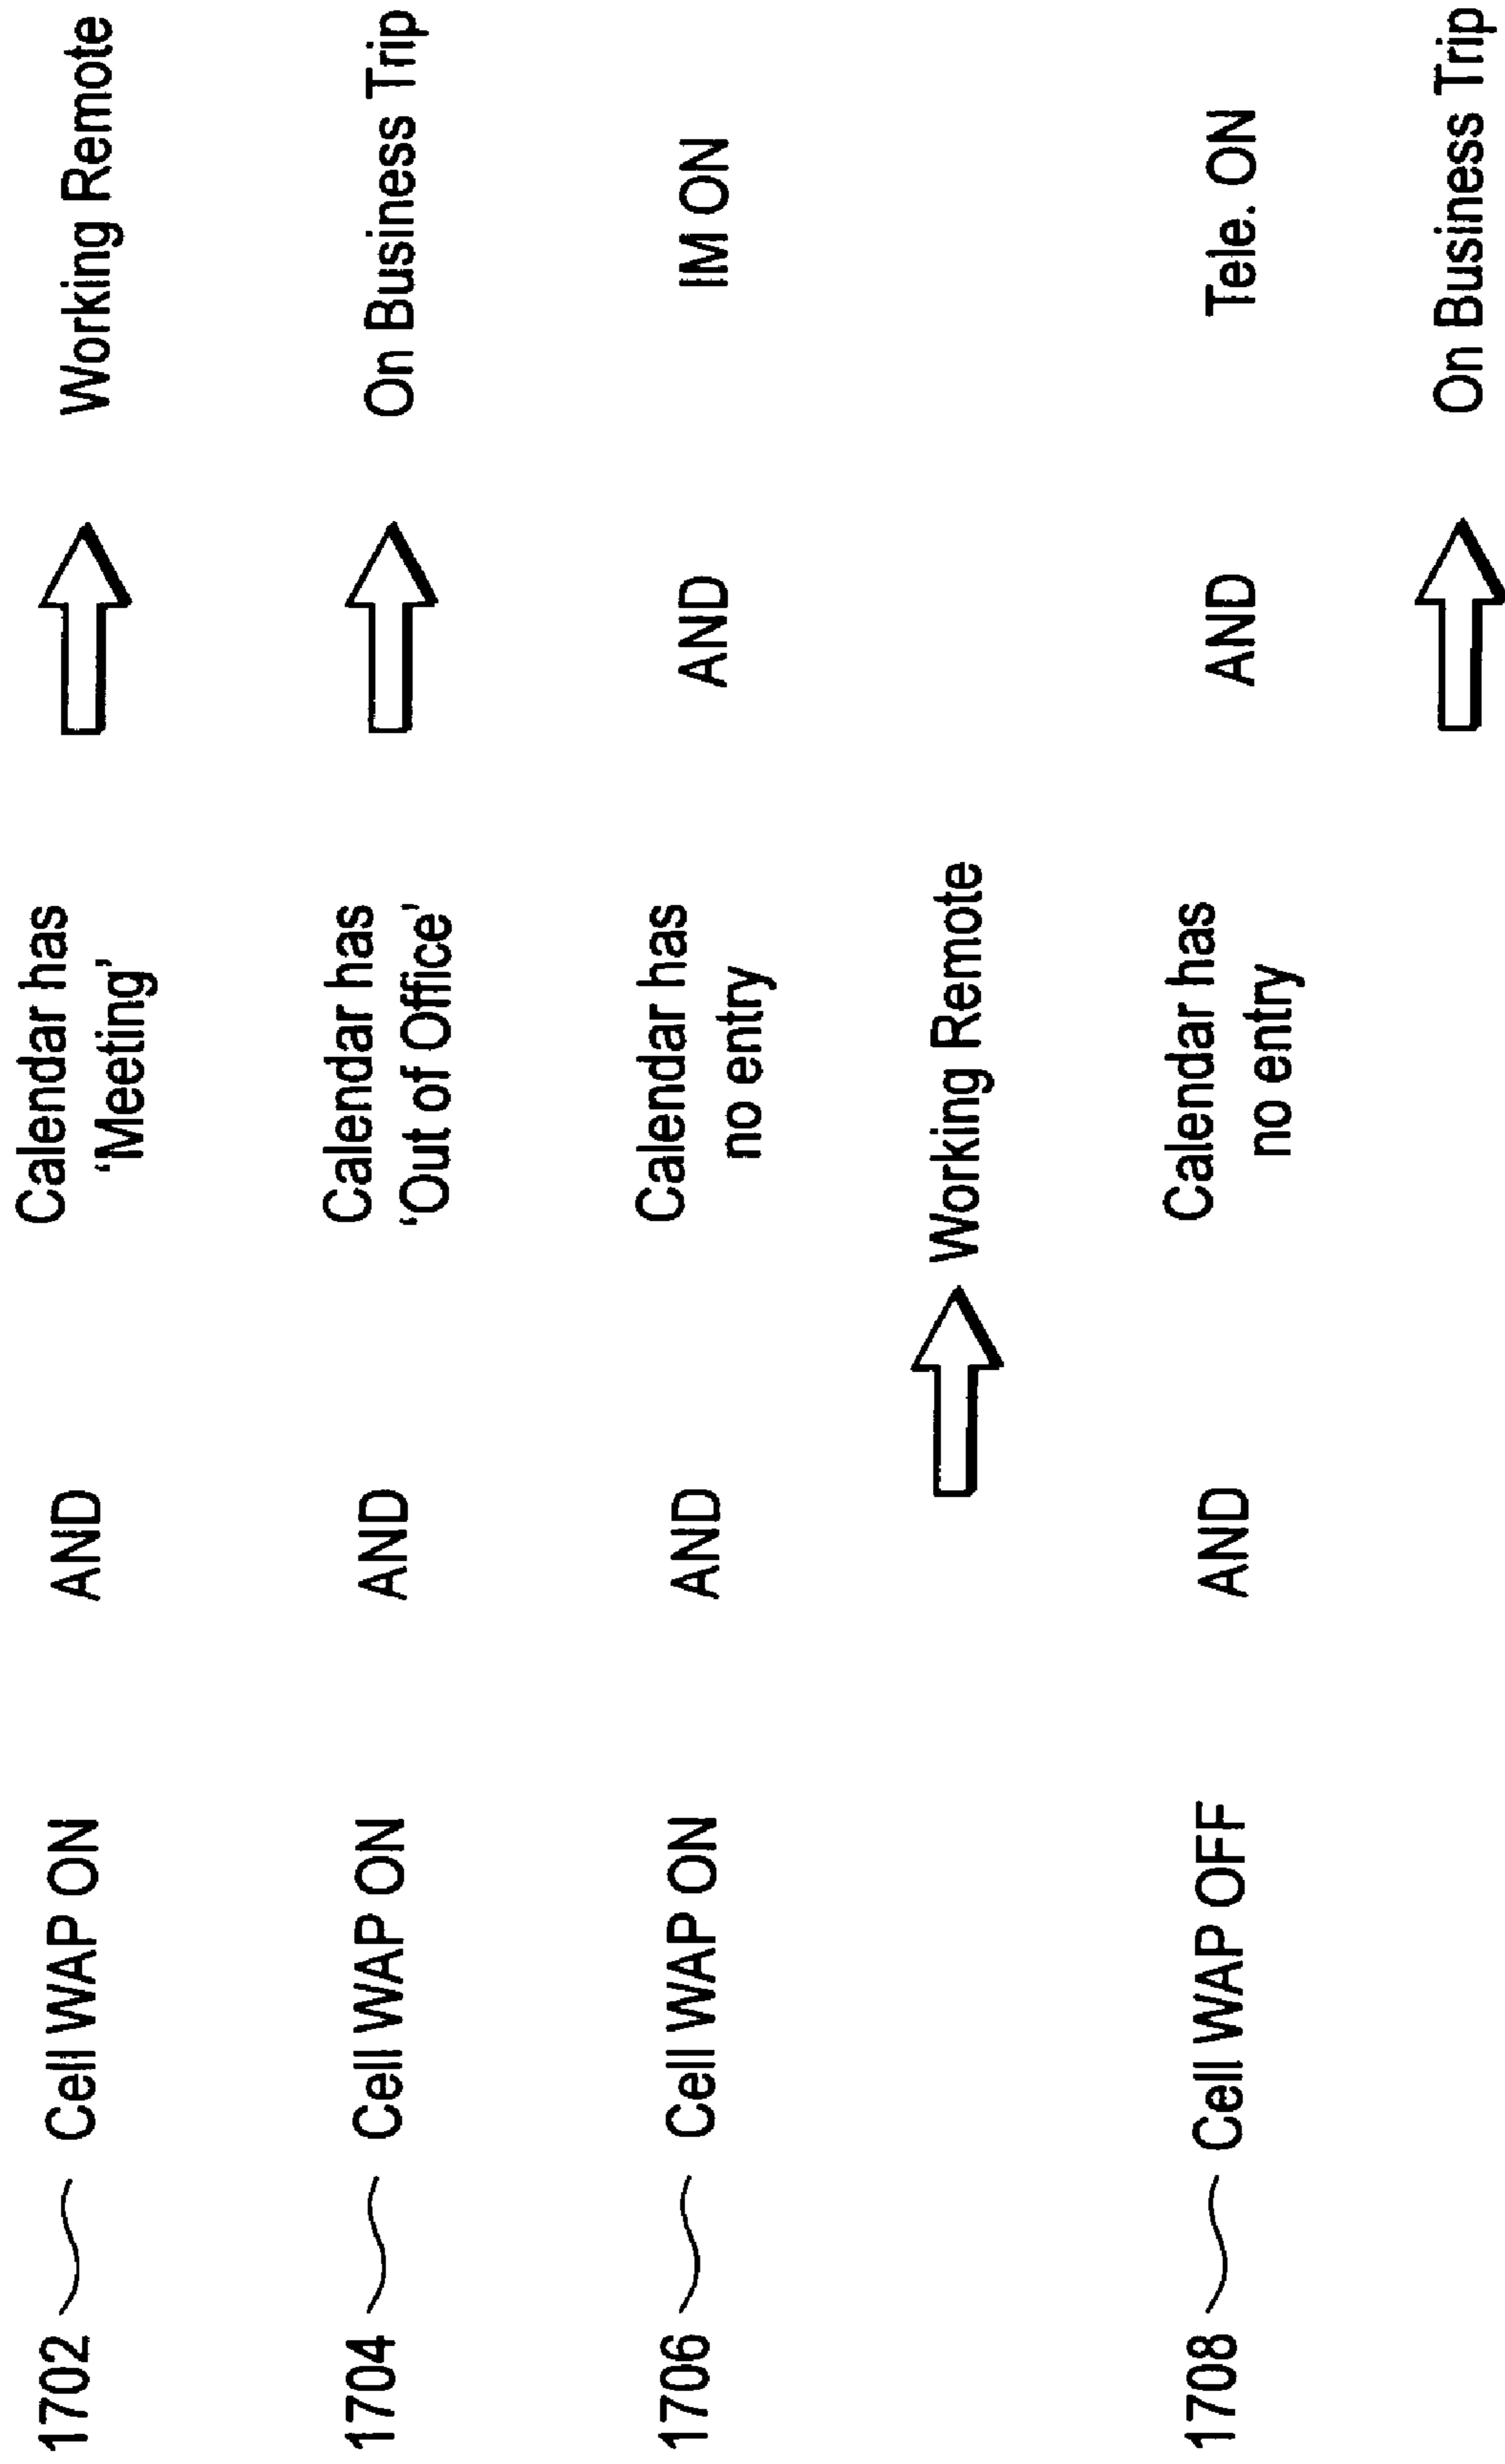 1702 Cell WAP ON AND Calendar has Working Remote
‘Meeting’
1704 Cell WAP ON AND Calendar has On Business Trip
‘Out of Office’
1706 Cell WAP ON AND Calendar has AND IM ON
no entry
Working Remote
1708 Cell WAP OFF AND Calendar has AND Tele. ON
no entry
On Business Trip